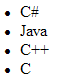 • C#
• Java
• C++
• C